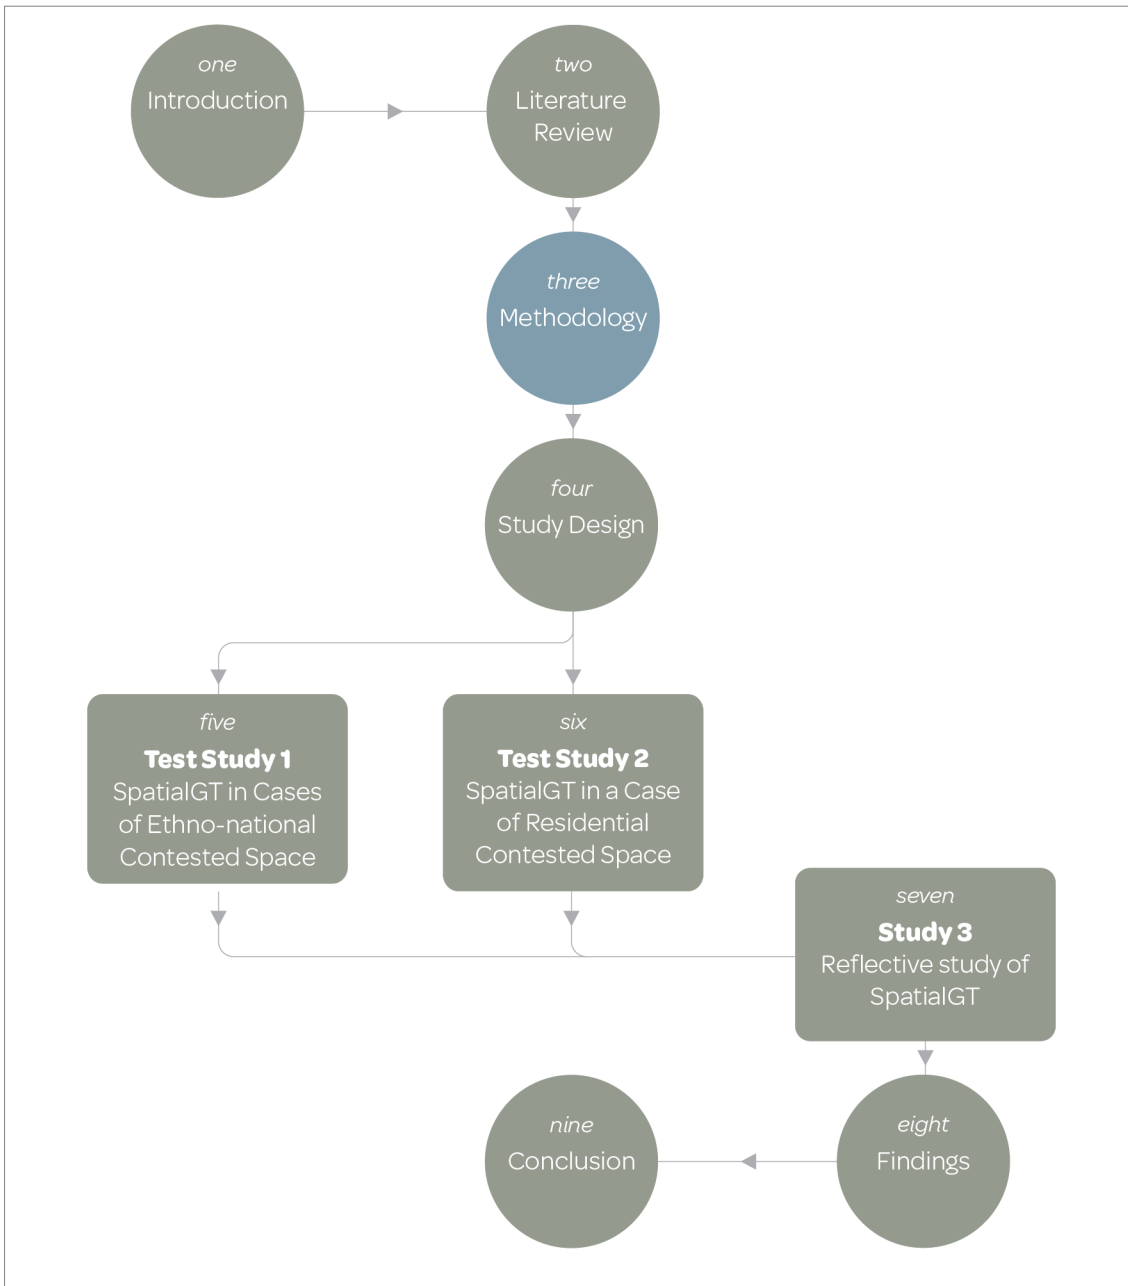 one
Introduction
two
Literature
Review
three
Methodology
four
Study Design
five
Test Study 1
SpatialGT in Cases
of Ethno-national
Contested Space
six
Test Study 2
SpatialGT in a Case
of Residential
Contested Space
seven
Study 3
Reflective study of
SpatialGT
eight
Findings
nine
Conclusion